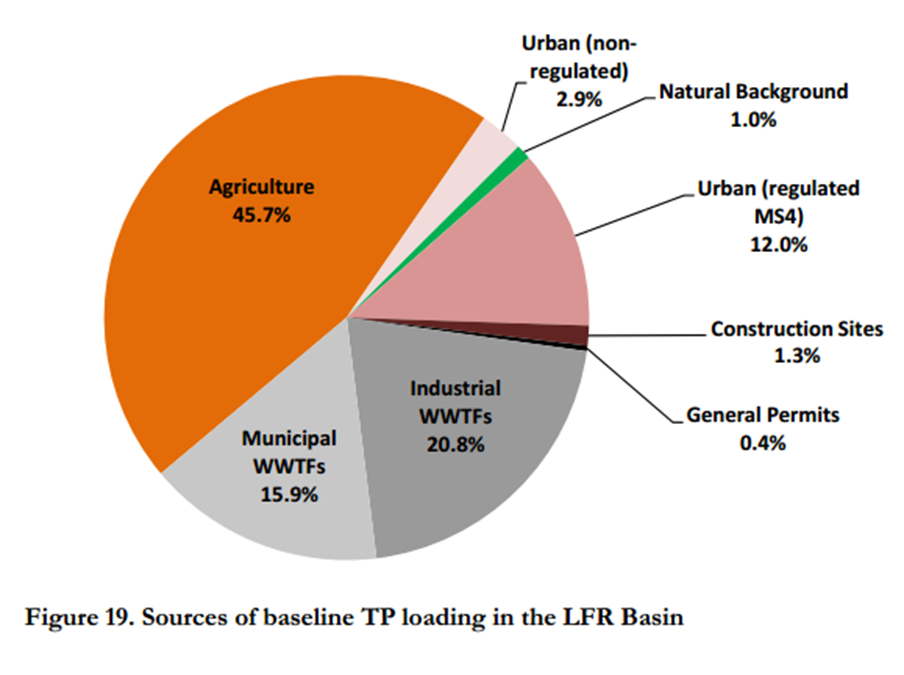 Urban (non-
regulated)
2.9%
Natural Background
1.0%
Agriculture
45.7%
Urban (regulated
MS4)
12.0%
Construction Sites
1.3%
Industrial
WWTFs
20.8%
General Permits
0.4%
Municipal
WWTFs
15.9%
Figure 19. Sources of baseline TP loading in the LFR Basin